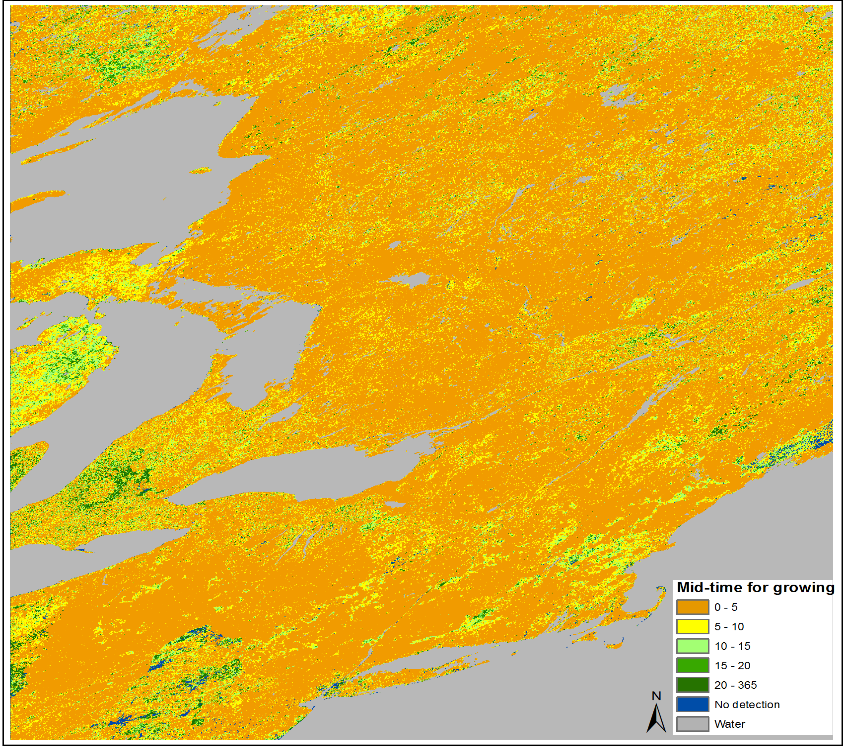 Mid-time for growing
0 - 5
5 - 10
10 - 15
15 - 20
20 - 365
No detection
Water
N